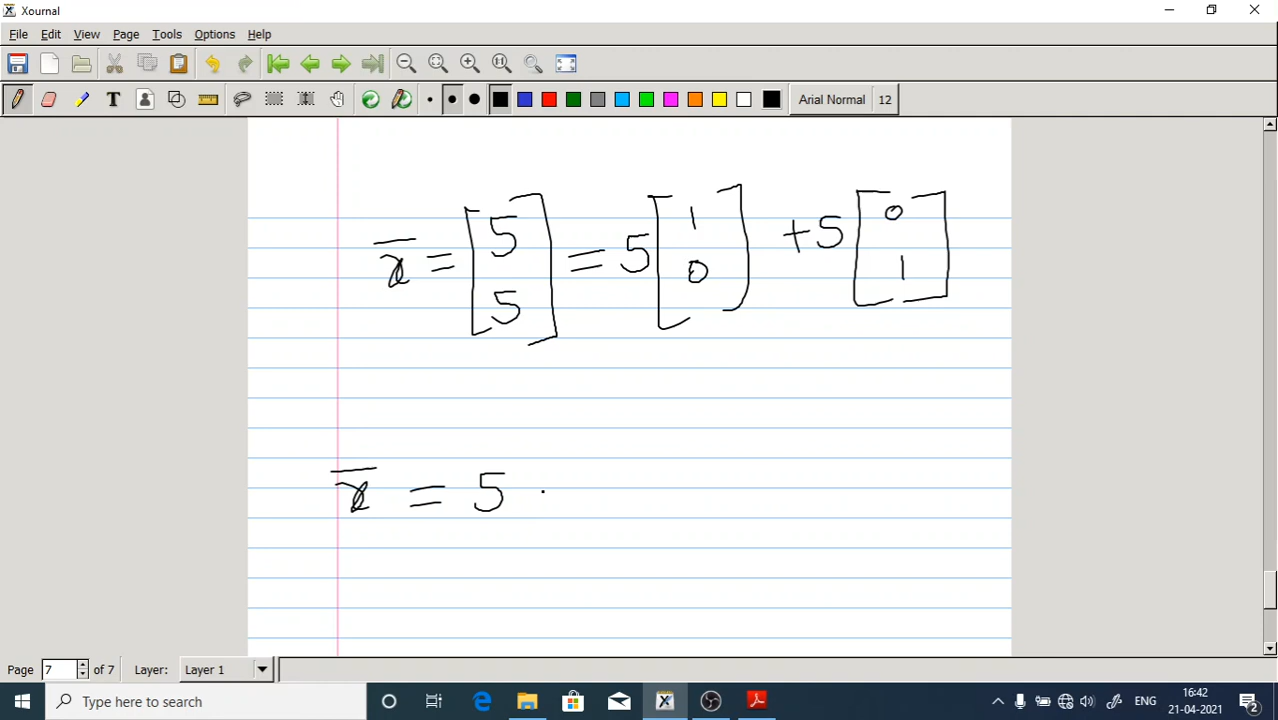 Xournal
File Edit View Page Tools Options Help
Arial Normal 12
x̄ = [5 5] = 5 [1 0] + 5 [0 1]
x̄ = 5 ·
Page 7 of 7 Layer: Layer 1
Type here to search
ENG
16:42
21-04-2021
2